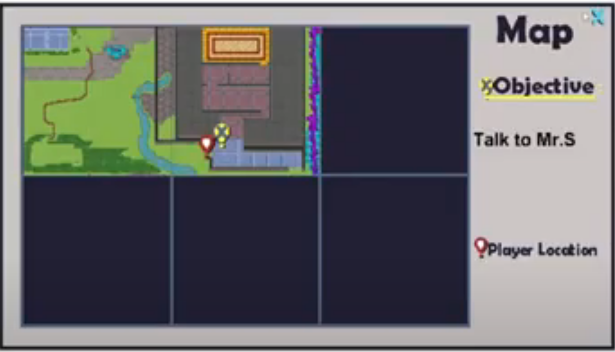 Map
Objective
Talk to Mr.S
Player Location